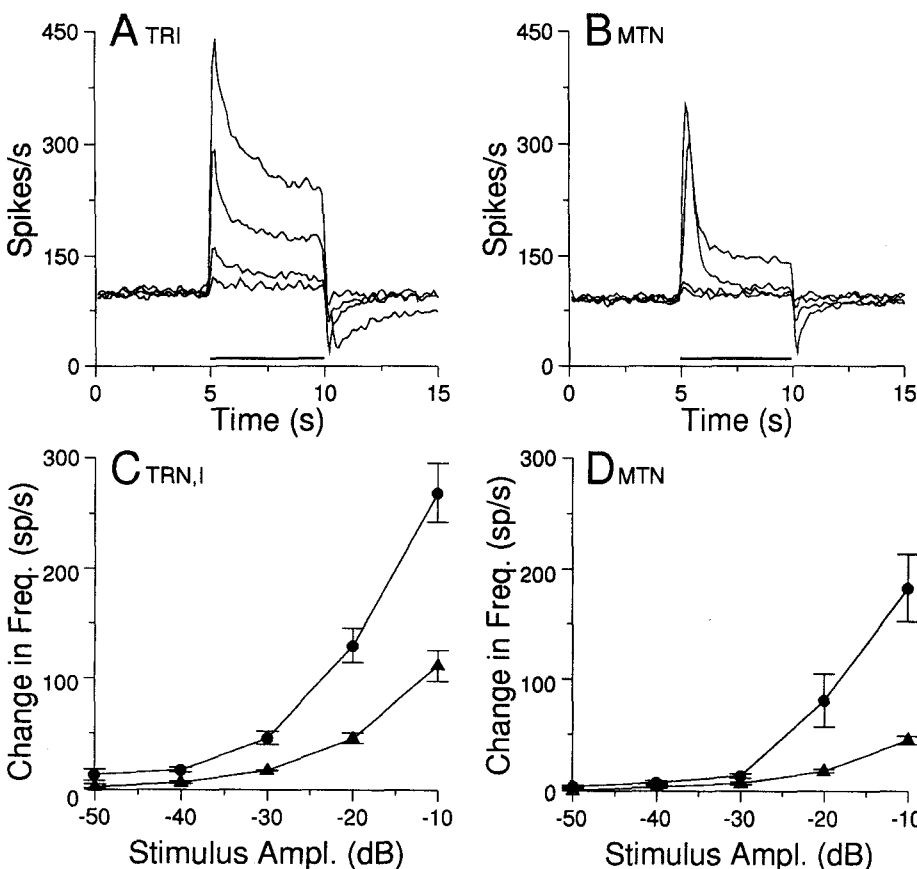 A TRI
Spikes/s
450
300
150
0
0
5
10
15
Time (s)
B MTN
Spikes/s
450
300
150
0
0
5
10
15
Time (s)
C TRN,I
Change in Freq. (sp/s)
300
200
100
0
-50
-40
-30
-20
-10
Stimulus Ampl. (dB)
D MTN
Change in Freq. (sp/s)
300
200
100
0
-50
-40
-30
-20
-10
Stimulus Ampl. (dB)